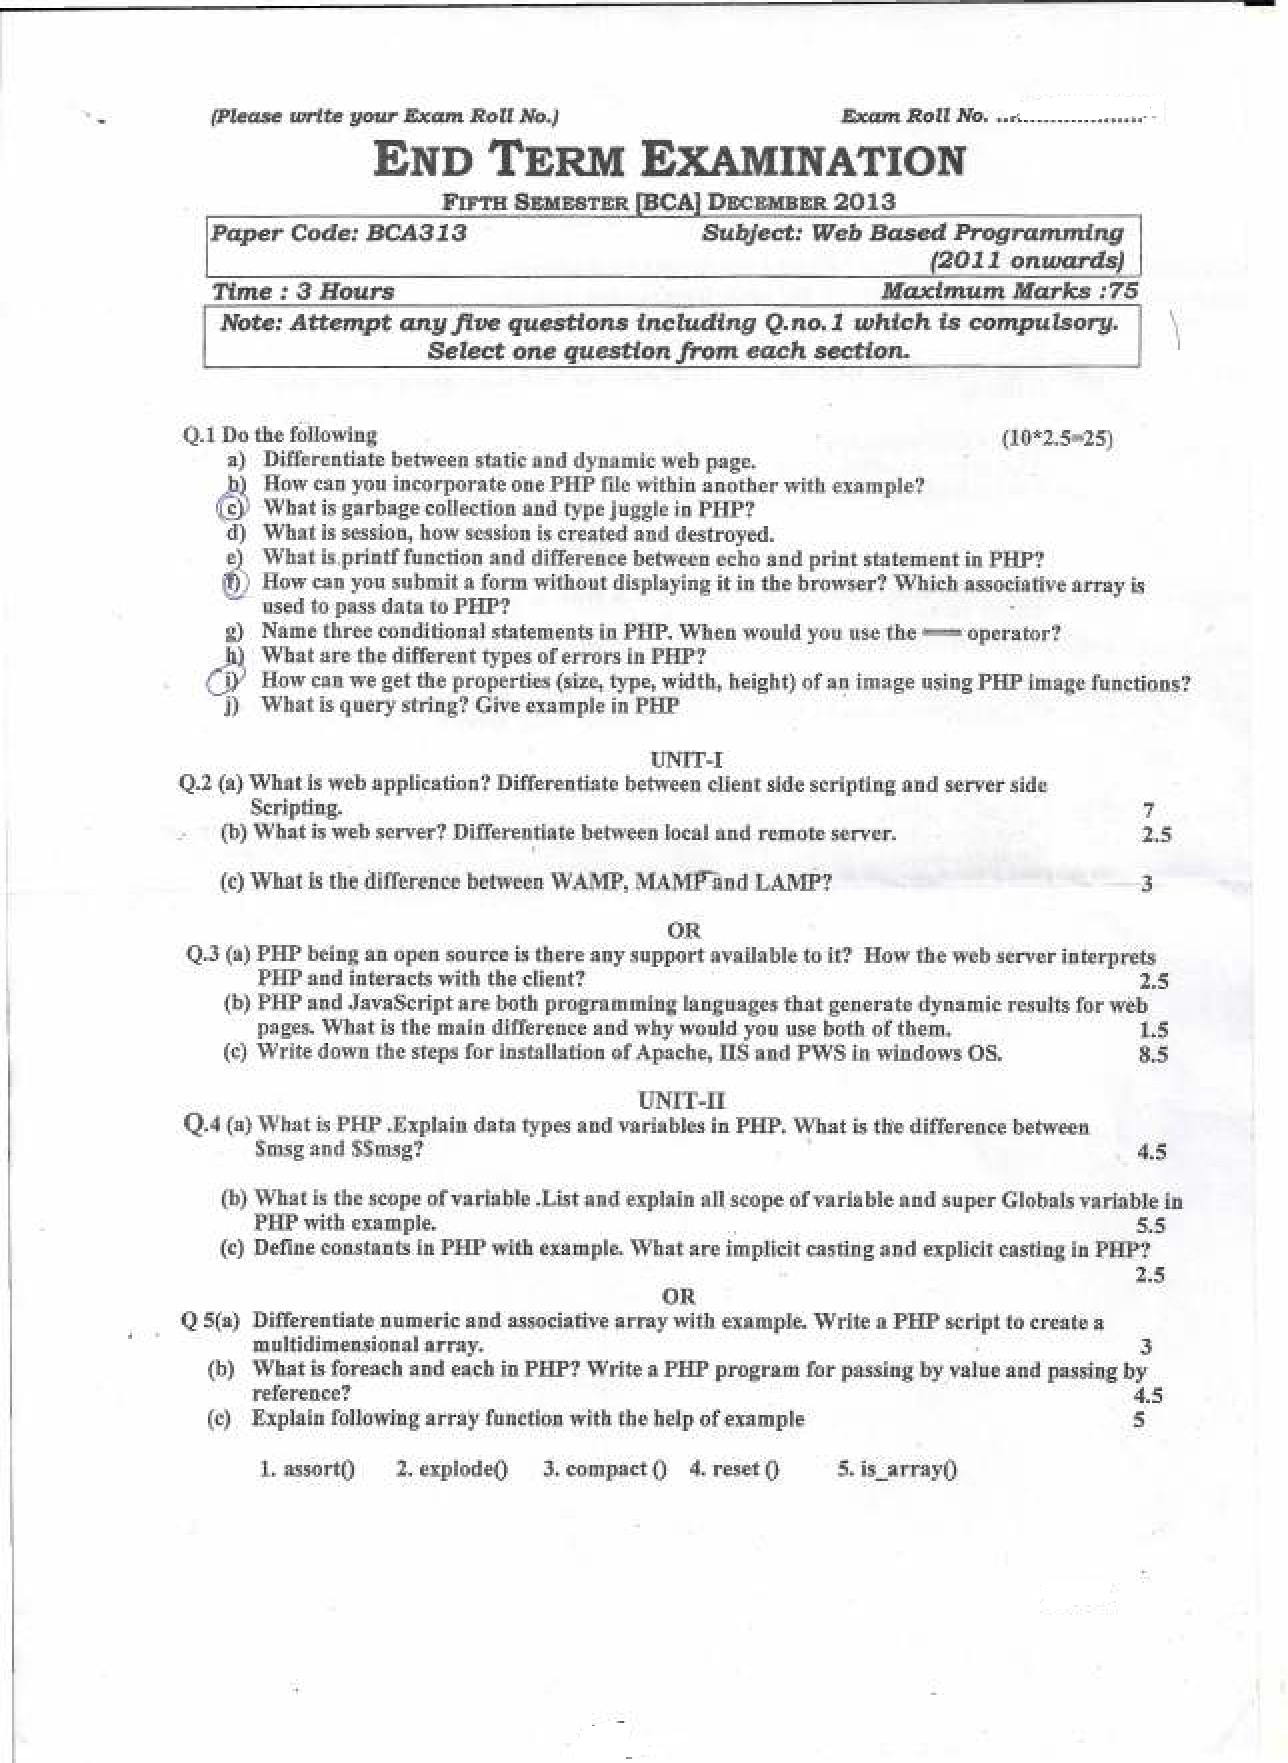 (Please write your Exam Roll No.)	Exam Roll No. ........................
END TERM EXAMINATION
FIFTH SEMESTER [BCA] DECEMBER 2013
Paper Code: BCA313	Subject: Web Based Programming
(2011 onwards)
Time : 3 Hours	Maximum Marks :75
Note: Attempt any five questions including Q.no.1 which is compulsory.
Select one question from each section.
Q.1 Do the following	(10*2.5=25)
a) Differentiate between static and dynamic web page.
b) How can you incorporate one PHP file within another with example?
c) What is garbage collection and type juggle in PHP?
d) What is session, how session is created and destroyed.
e) What is printf function and difference between echo and print statement in PHP?
f) How can you submit a form without displaying it in the browser? Which associative array is
used to pass data to PHP?
g) Name three conditional statements in PHP. When would you use the === operator?
h) What are the different types of errors in PHP?
i) How can we get the properties (size, type, width, height) of an image using PHP image functions?
j) What is query string? Give example in PHP
UNIT-I
Q.2 (a) What is web application? Differentiate between client side scripting and server side
Scripting.	7
(b) What is web server? Differentiate between local and remote server.	2.5
(c) What is the difference between WAMP, MAMP and LAMP?	3
OR
Q.3 (a) PHP being an open source is there any support available to it? How the web server interprets
PHP and interacts with the client?	2.5
(b) PHP and JavaScript are both programming languages that generate dynamic results for web
pages. What is the main difference and why would you use both of them.	1.5
(c) Write down the steps for installation of Apache, IIS and PWS in windows OS.	8.5
UNIT-II
Q.4 (a) What is PHP .Explain data types and variables in PHP. What is the difference between
$msg and $$msg?	4.5
(b) What is the scope of variable .List and explain all scope of variable and super Globals variable in
PHP with example.	5.5
(c) Define constants in PHP with example. What are implicit casting and explicit casting in PHP?
2.5
OR
Q 5(a) Differentiate numeric and associative array with example. Write a PHP script to create a
multidimensional array.	3
(b) What is foreach and each in PHP? Write a PHP program for passing by value and passing by
reference?	4.5
(c) Explain following array function with the help of example	5
1. assort() 2. explode() 3. compact () 4. reset () 5. is_array()